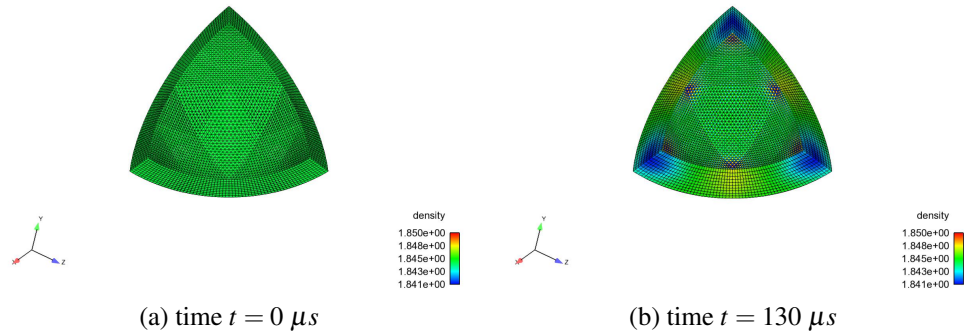 Y
X
Z
density
1.850e+00
1.848e+00
1.845e+00
1.843e+00
1.841e+00
Y
X
Z
density
1.850e+00
1.848e+00
1.845e+00
1.843e+00
1.841e+00
(a) time t = 0 μs
(b) time t = 130 μs